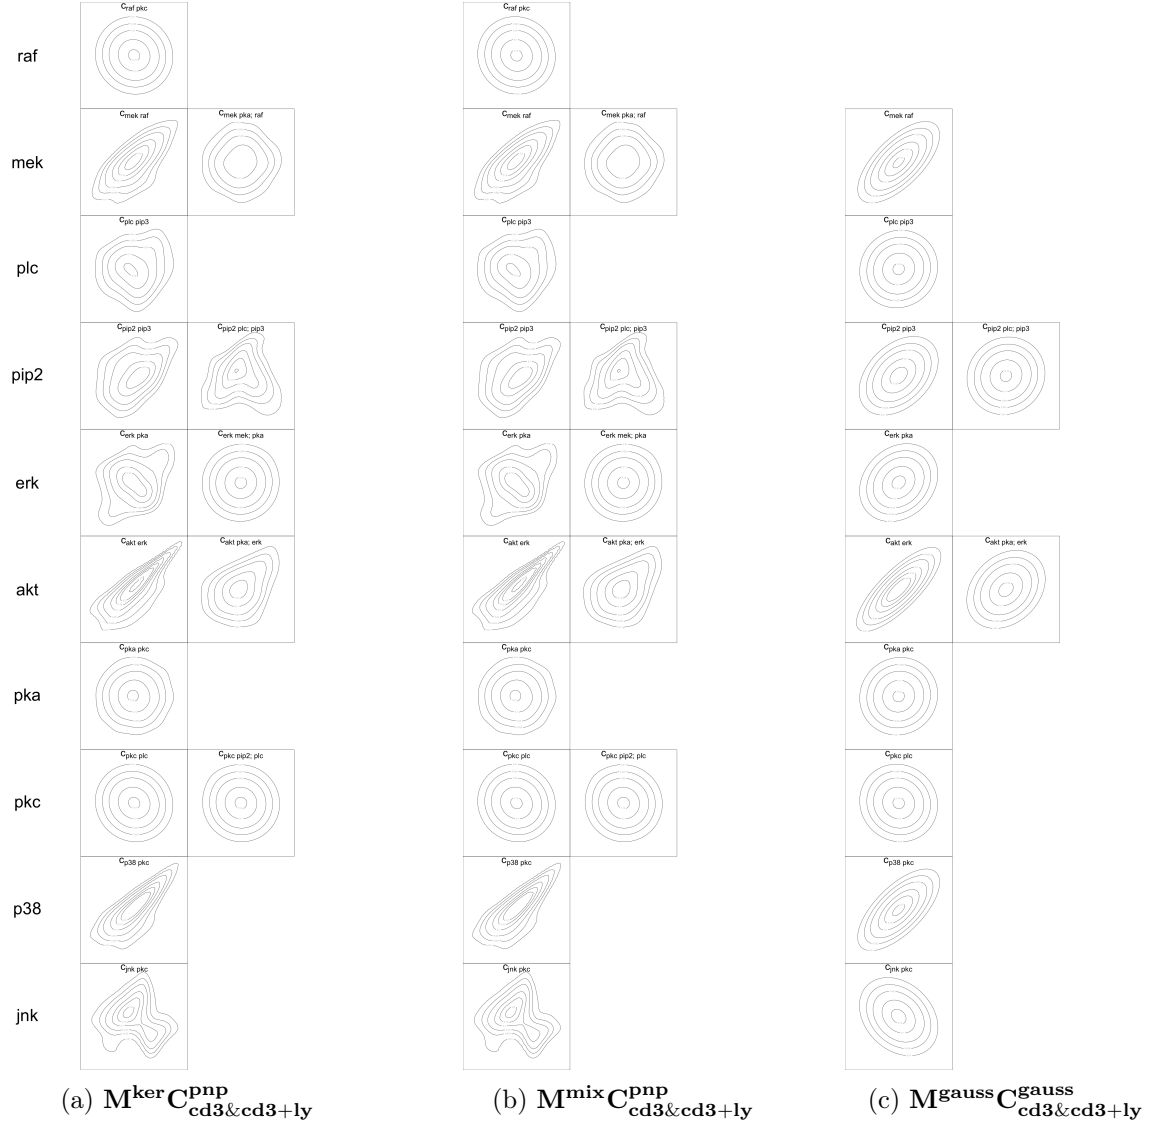 c_raf pkc c_raf pkc
raf
c_mek raf c_mek pka; raf c_mek raf c_mek pka; raf c_mek raf
mek
c_plc pip3 c_plc pip3 c_plc pip3
plc
c_pip2 pip3 c_pip2 plc; pip3 c_pip2 pip3 c_pip2 plc; pip3 c_pip2 pip3 c_pip2 plc; pip3
pip2
c_erk pka c_erk mek; pka c_erk pka c_erk mek; pka c_erk pka
erk
c_akt erk c_akt pka; erk c_akt erk c_akt pka; erk c_akt erk c_akt pka; erk
akt
c_pka pkc c_pka pkc c_pka pkc
pka
c_pkc plc c_pkc pip2; plc c_pkc plc c_pkc pip2; plc c_pkc plc
pkc
c_p38 pkc c_p38 pkc c_p38 pkc
p38
c_jnk pkc c_jnk pkc c_jnk pkc
jnk
(a) M^ker C^pnp_cd3&cd3+ly (b) M^mix C^pnp_cd3&cd3+ly (c) M^gauss C^gauss_cd3&cd3+ly